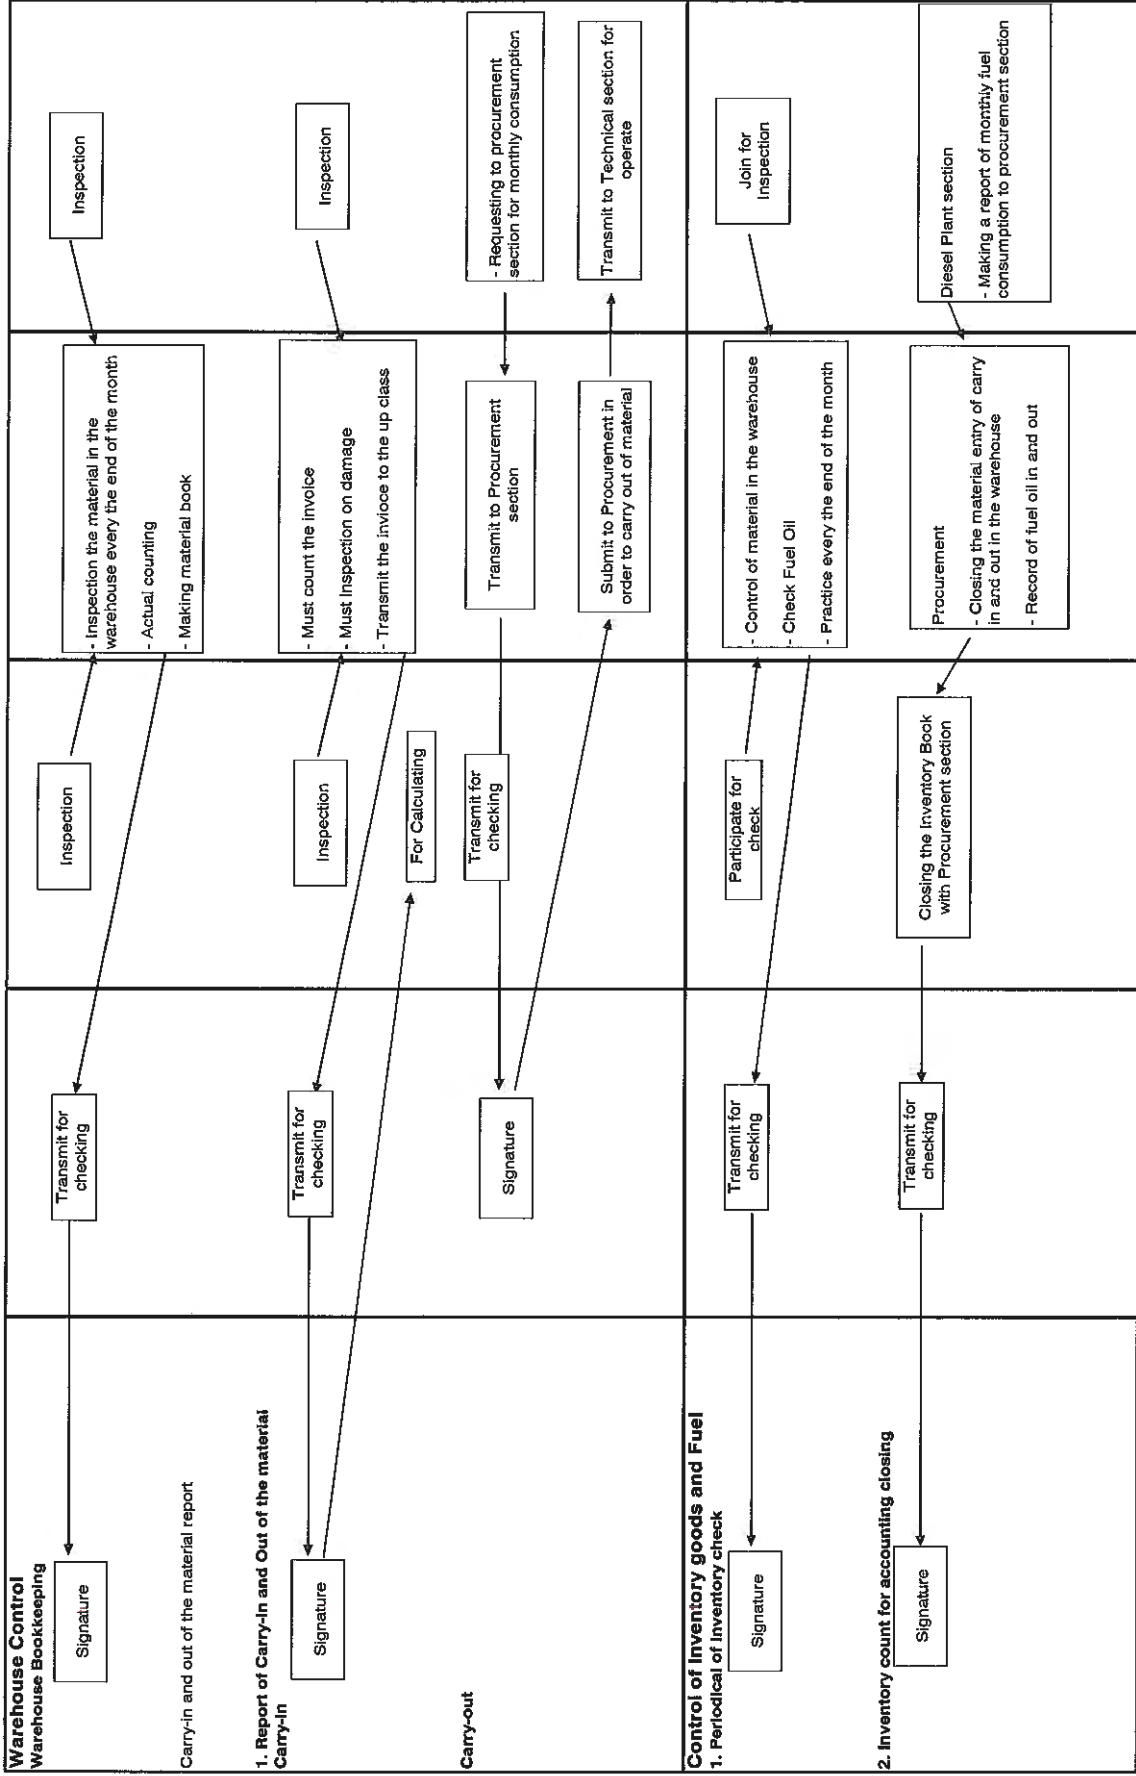 Warehouse Control
Warehouse Bookkeeping
Signature
Transmit for
checking
Inspection
- Inspection the material in the
warehouse every the end of the month
- Actual counting
- Making material book
Inspection
Carry-in and out of the material report
1. Report of Carry-In and Out of the material
Carry-In
Signature
Transmit for
checking
Inspection
- Must count the invoice
- Must Inspection on damage
- Transmit the invioce to the up class
Inspection
For Calculating
Carry-out
Signature
Transmit for
checking
Transmit to Procurement
section
- Requesting to procurement
section for monthly consumption
Submit to Procurement in
order to carry out of material
Transmit to Technical section for
operate
Control of Inventory goods and Fuel
1. Periodical of Inventory check
Signature
Transmit for
checking
Participate for
check
- Control of material in the warehouse
- Check Fuel Oil
- Practice every the end of the month
Join for
Inspection
2. Inventory count for accounting closing
Signature
Transmit for
checking
Closing the Inventory Book
with Procurement section
Procurement
- Closing the material entry of carry
in and out in the warehouse
- Record of fuel oil in and out
Diesel Plant section
- Making a report of monthly fuel
consumption to procurement section